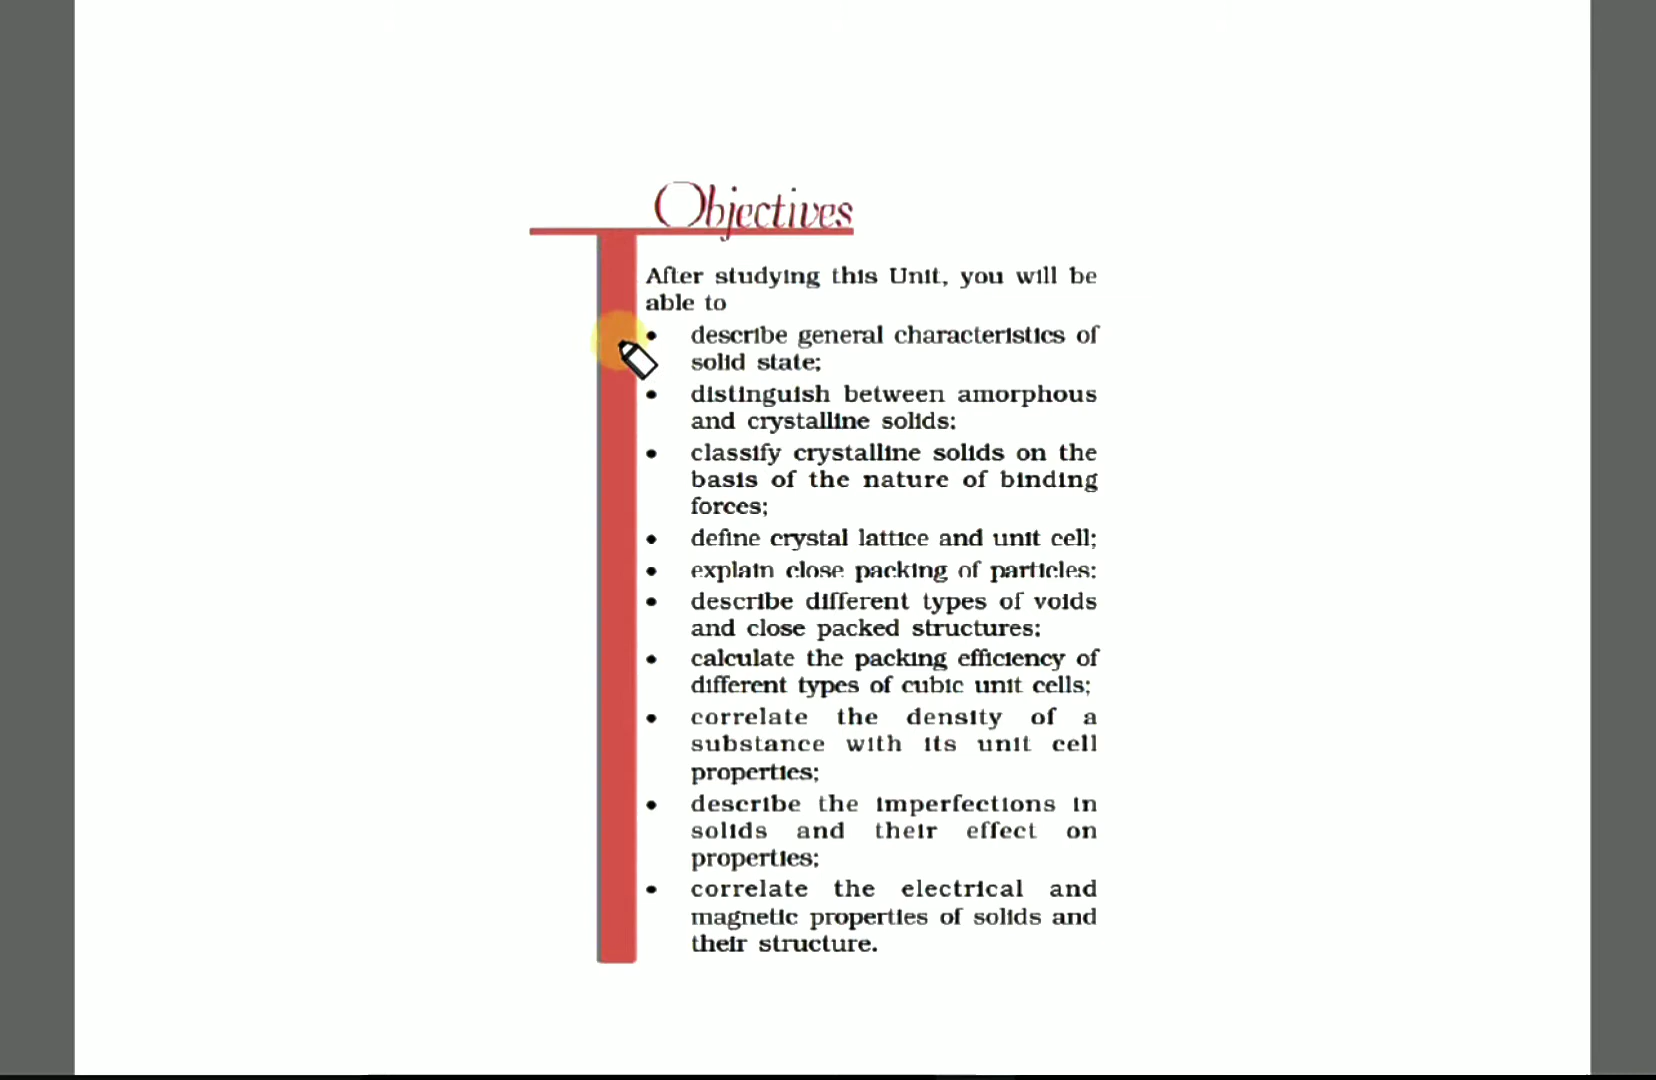 Objectives
After studying this Unit, you will be
able to
• describe general characteristics of
solid state;
• distinguish between amorphous
and crystalline solids;
• classify crystalline solids on the
basis of the nature of binding
forces;
• define crystal lattice and unit cell;
• explain close packing of particles;
• describe different types of voids
and close packed structures;
• calculate the packing efficiency of
different types of cubic unit cells;
• correlate the density of a
substance with its unit cell
properties;
• describe the imperfections in
solids and their effect on
properties;
• correlate the electrical and
magnetic properties of solids and
their structure.